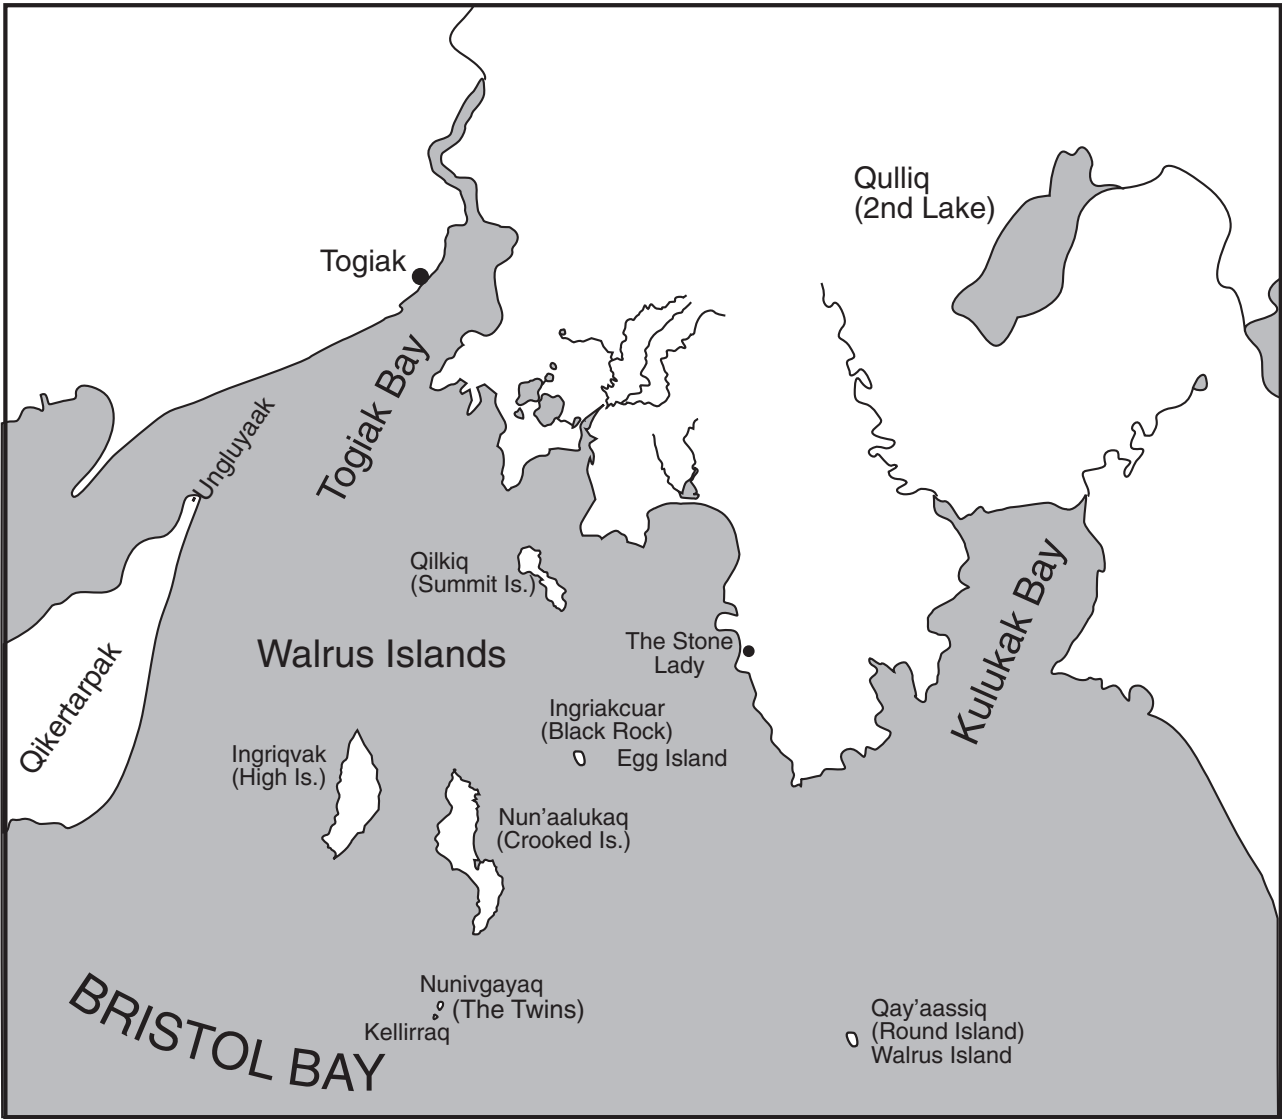 Qulliq
(2nd Lake)
Togiak
Togiak Bay
Ungluyaak
Qilkiq
(Summit Is.)
Kulukak Bay
The Stone
Lady
Walrus Islands
Qikertarpak
Ingriakcuar
(Black Rock)
Egg Island
Ingriqvak
(High Is.)
Nun’aalukaq
(Crooked Is.)
Nunivgayaq
(The Twins)
Kellirraq
BRISTOL BAY
Qay’aassiq
(Round Island)
Walrus Island